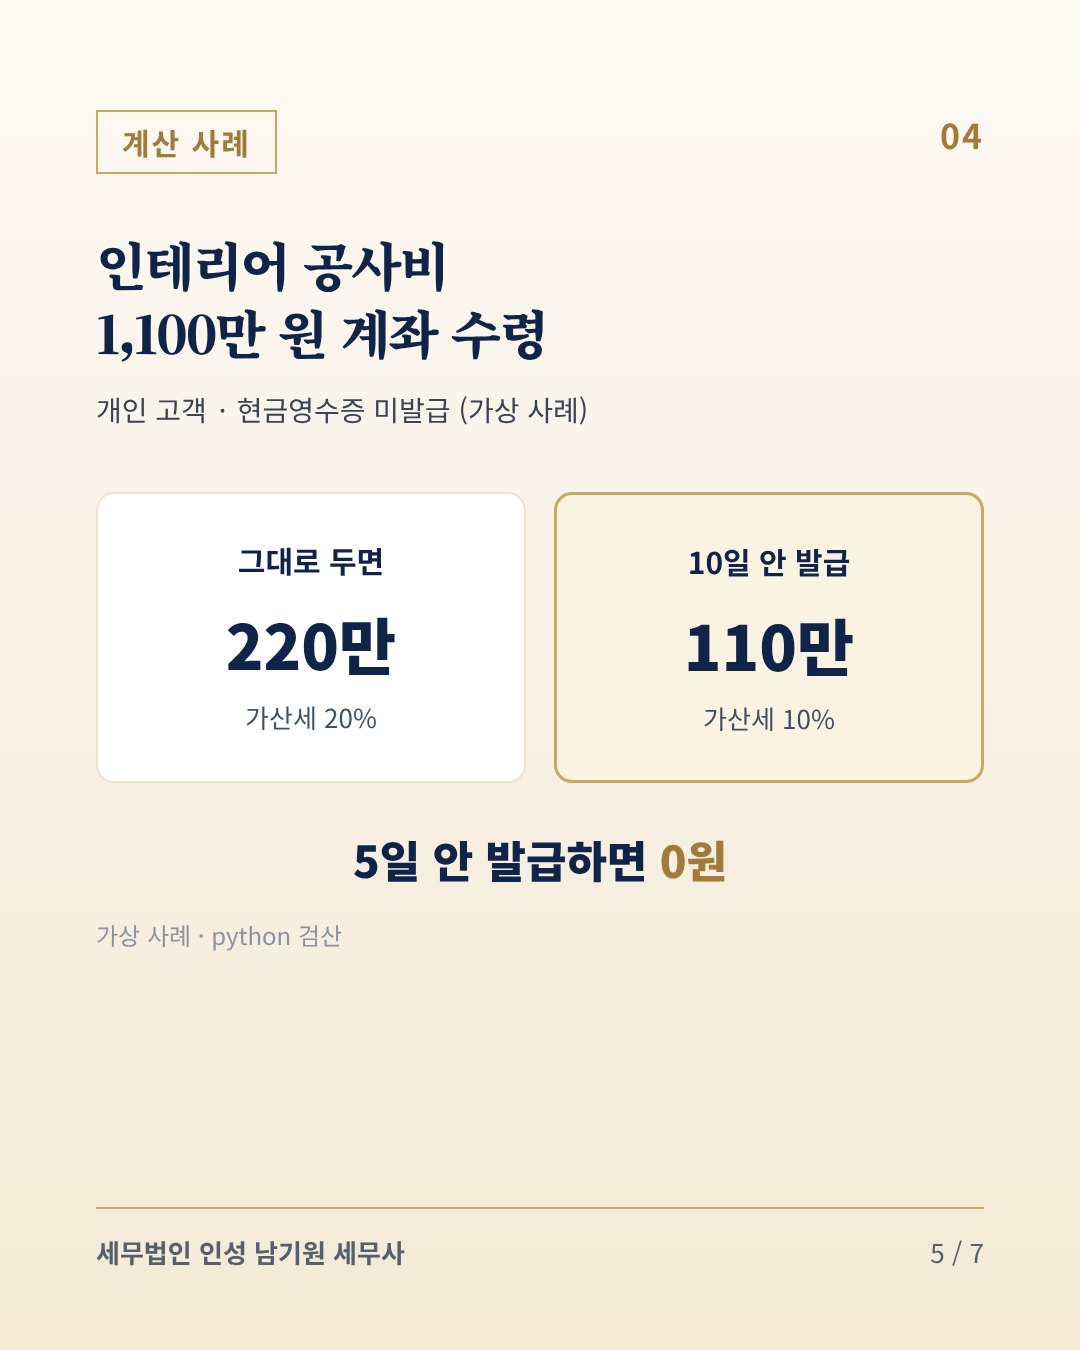 계산 사례
04
인테리어 공사비
1,100만 원 계좌 수령
개인 고객 · 현금영수증 미발급 (가상 사례)
그대로 두면
220만
가산세 20%
10일 안 발급
110만
가산세 10%
5일 안 발급하면 0원
가상 사례 · python 검산
세무법인 인성 남기원 세무사
5 / 7